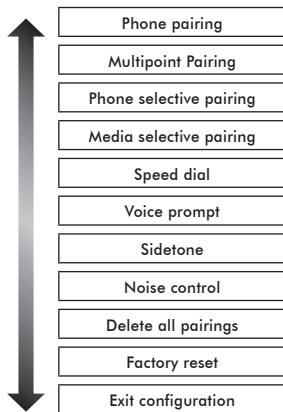 Phone pairing
Multipoint Pairing
Phone selective pairing
Media selective pairing
Speed dial
Voice prompt
Sidetone
Noise control
Delete all pairings
Factory reset
Exit configuration